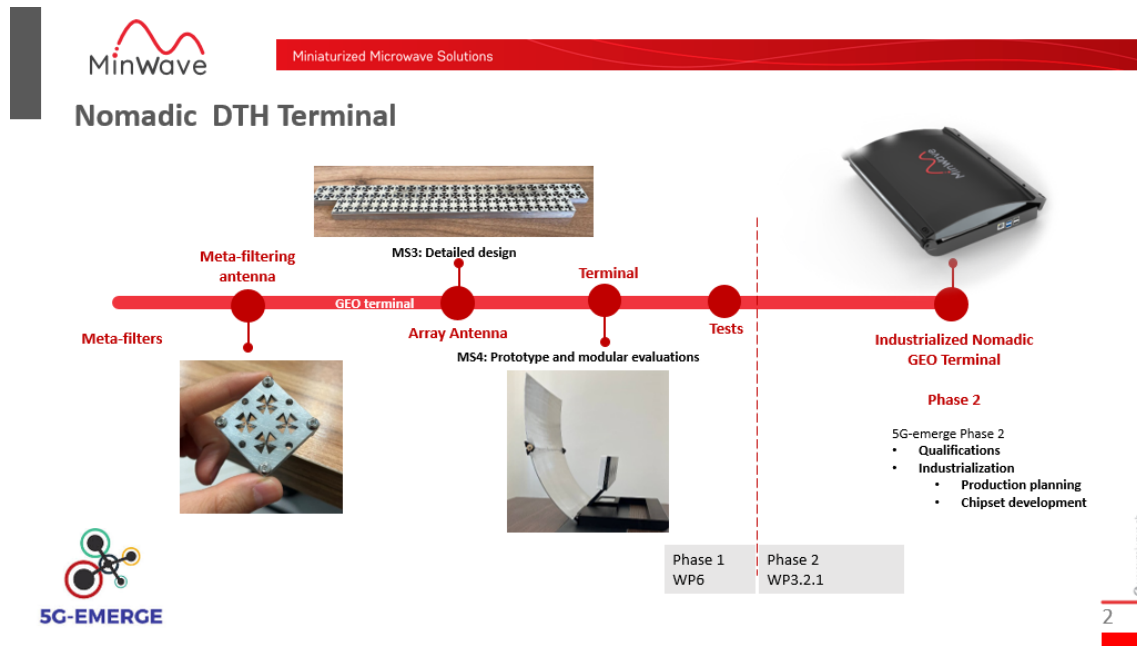 MinWave
Miniaturized Microwave Solutions
Nomadic DTH Terminal
MinWave
MS3: Detailed design
Meta-filtering
antenna
Terminal
GEO terminal
Meta-filters
Array Antenna
Tests
MS4: Prototype and modular evaluations
Industrialized Nomadic
GEO Terminal
Phase 2
5G-emerge Phase 2
• Qualifications
• Industrialization
• Production planning
• Chipset development
Phase 1
WP6
Phase 2
WP3.2.1
5G-EMERGE
2